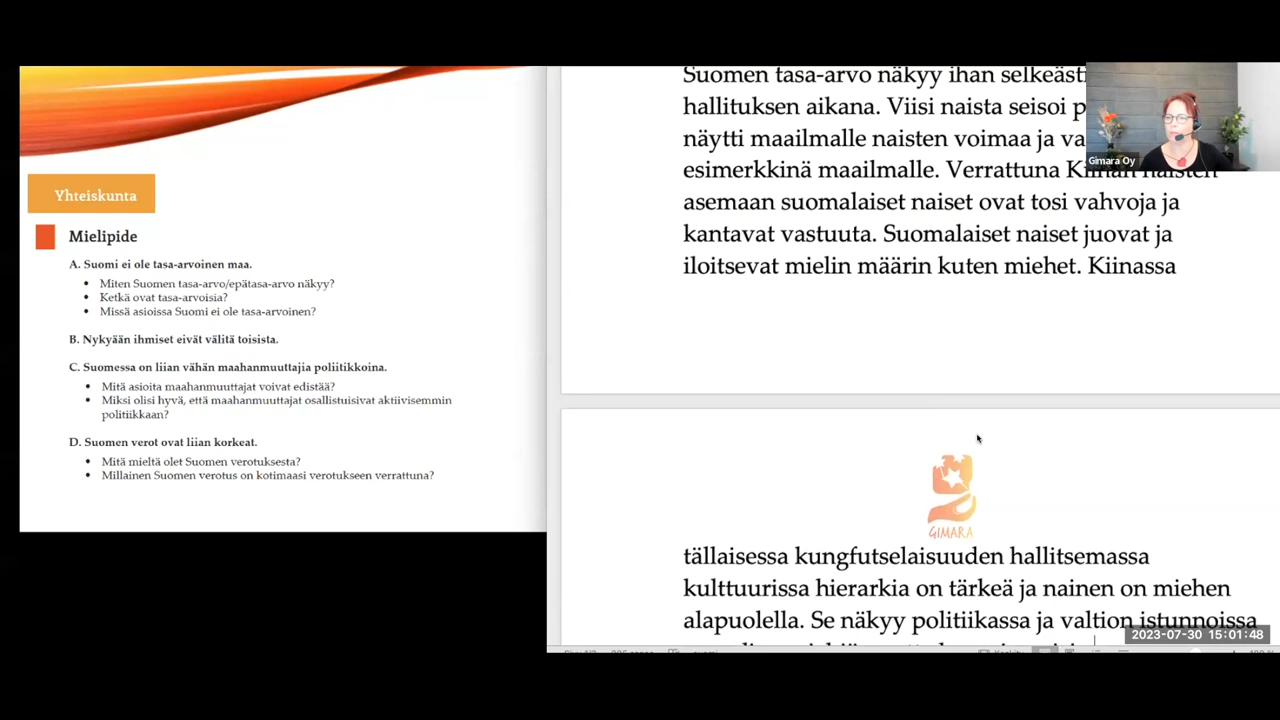 Yhteiskunta
Mielipide
A. Suomi ei ole tasa-arvoinen maa.
• Miten Suomen tasa-arvo/epätasa-arvo näkyy?
• Ketkä ovat tasa-arvoisia?
• Missä asioissa Suomi ei ole tasa-arvoinen?
B. Nykyään ihmiset eivät välitä toisista.
C. Suomessa on liian vähän maahanmuuttajia poliitikkoina.
• Mitä asioita maahanmuuttajat voivat edistää?
• Miksi olisi hyvä, että maahanmuuttajat osallistuisivat aktiivisemmin
politiikkaan?
D. Suomen verot ovat liian korkeat.
• Mitä mieltä olet Suomen verotuksesta?
• Millainen Suomen verotus on kotimaasi verotukseen verrattuna?
Suomen tasa-arvo näkyy ihan selkeästi
hallituksen aikana. Viisi naista seisoi
näytti maailmalle naisten voimaa ja
esimerkkinä maailmalle. Verrattuna Kiinan naisten
asemaan suomalaiset naiset ovat tosi vahvoja ja
kantavat vastuuta. Suomalaiset naiset juovat ja
iloitsevat mielin määrin kuten miehet. Kiinassa
Gimara Oy
GIMARA
tällaisessa kungfutselaisuuden hallitsemassa
kulttuurissa hierarkia on tärkeä ja nainen on miehen
alapuolella. Se näkyy politiikassa ja valtion istunnoissa
2023-07-30 15:01:48